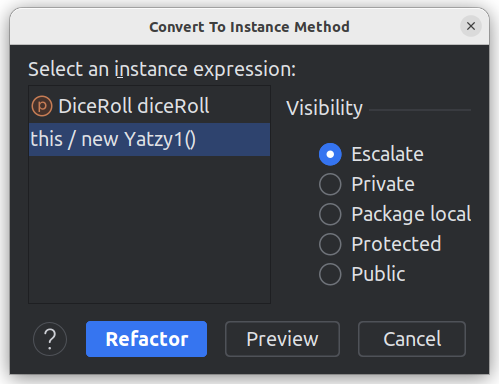 Convert To Instance Method
Select an instance expression:
p DiceRoll diceRoll
this / new Yatzy1()
Visibility
Escalate
Private
Package local
Protected
Public
? Refactor Preview Cancel